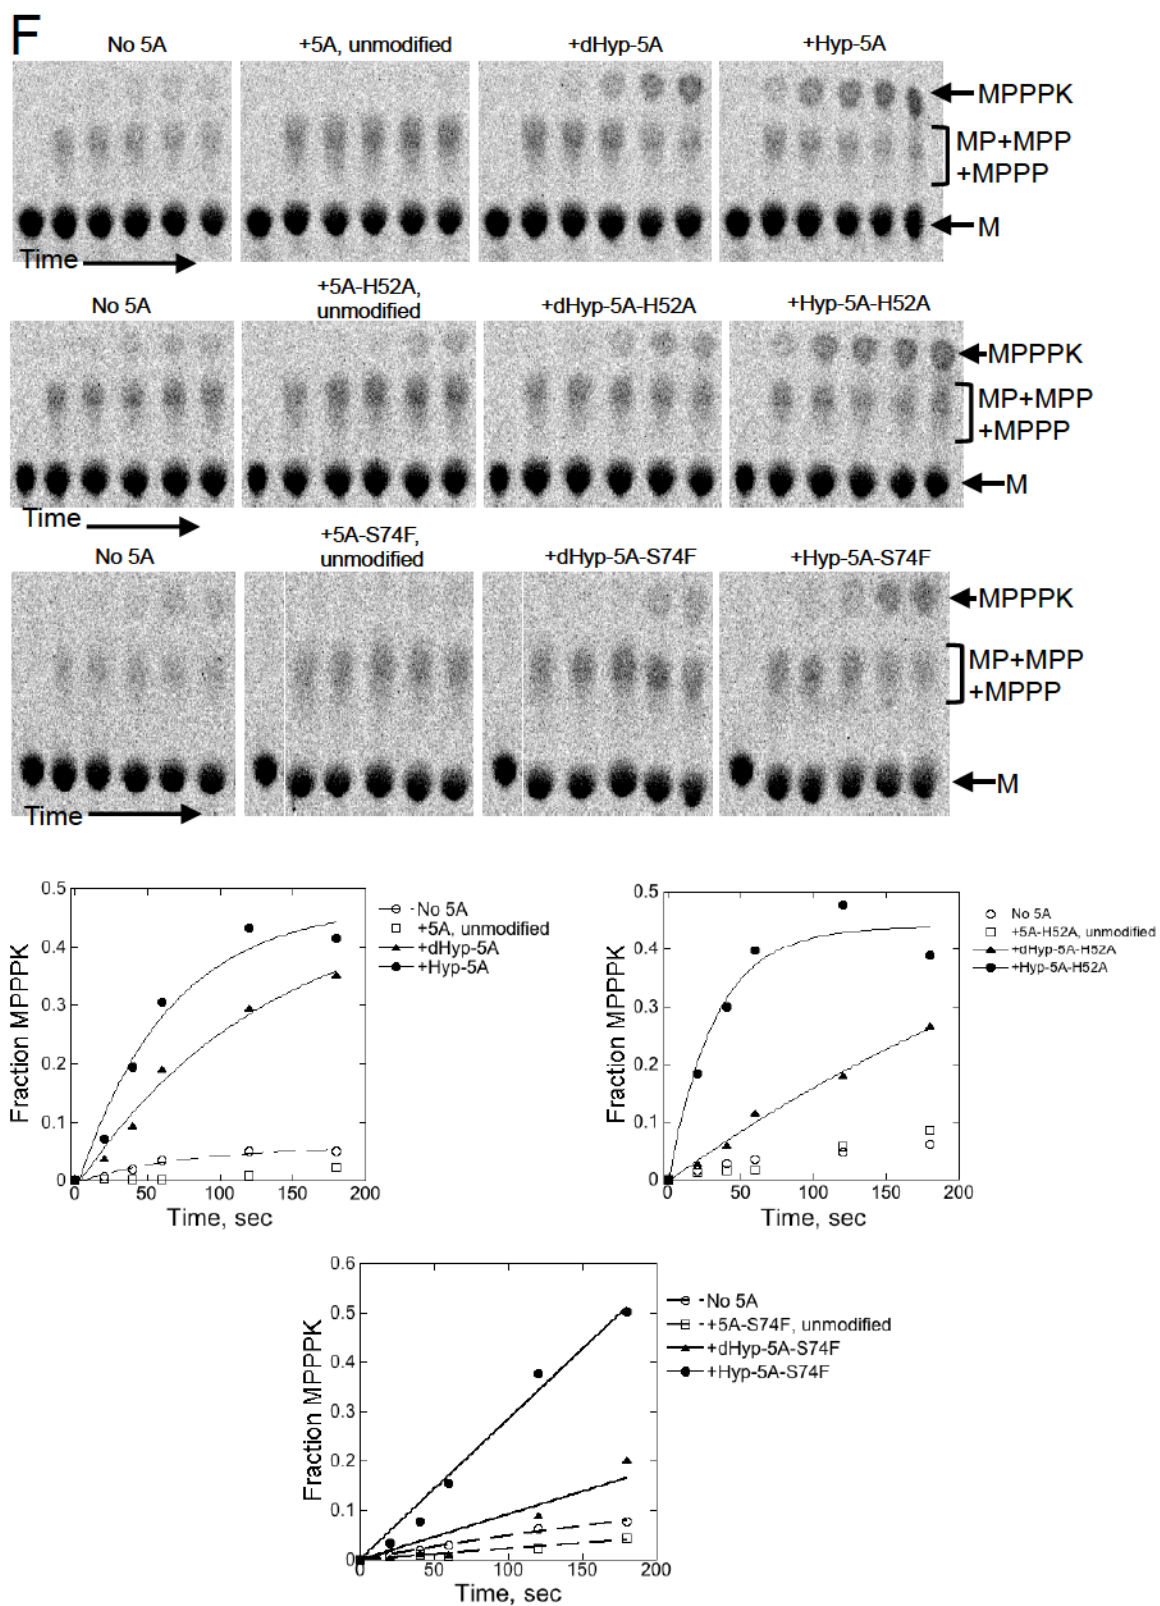 F
No 5A
+5A, unmodified
+dHyp-5A
+Hyp-5A
MPPPK
MP+MPP
+MPPP
M
Time
No 5A
+5A-H52A,
unmodified
+dHyp-5A-H52A
+Hyp-5A-H52A
MPPPK
MP+MPP
+MPPP
M
Time
No 5A
+5A-S74F,
unmodified
+dHyp-5A-S74F
+Hyp-5A-S74F
MPPPK
MP+MPP
+MPPP
M
Time
0.5
0.4
0.3
0.2
0.1
0
0 50 100 150 200
Fraction MPPPK
Time, sec
No 5A
+5A, unmodified
+dHyp-5A
+Hyp-5A
0.5
0.4
0.3
0.2
0.1
0
0 50 100 150 200
Fraction MPPPK
Time, sec
No 5A
+5A-H52A, unmodified
+dHyp-5A-H52A
+Hyp-5A-H52A
0.6
0.5
0.4
0.3
0.2
0.1
0
0 50 100 150 200
Fraction MPPPK
Time, sec
No 5A
+5A-S74F, unmodified
+dHyp-5A-S74F
+Hyp-5A-S74F